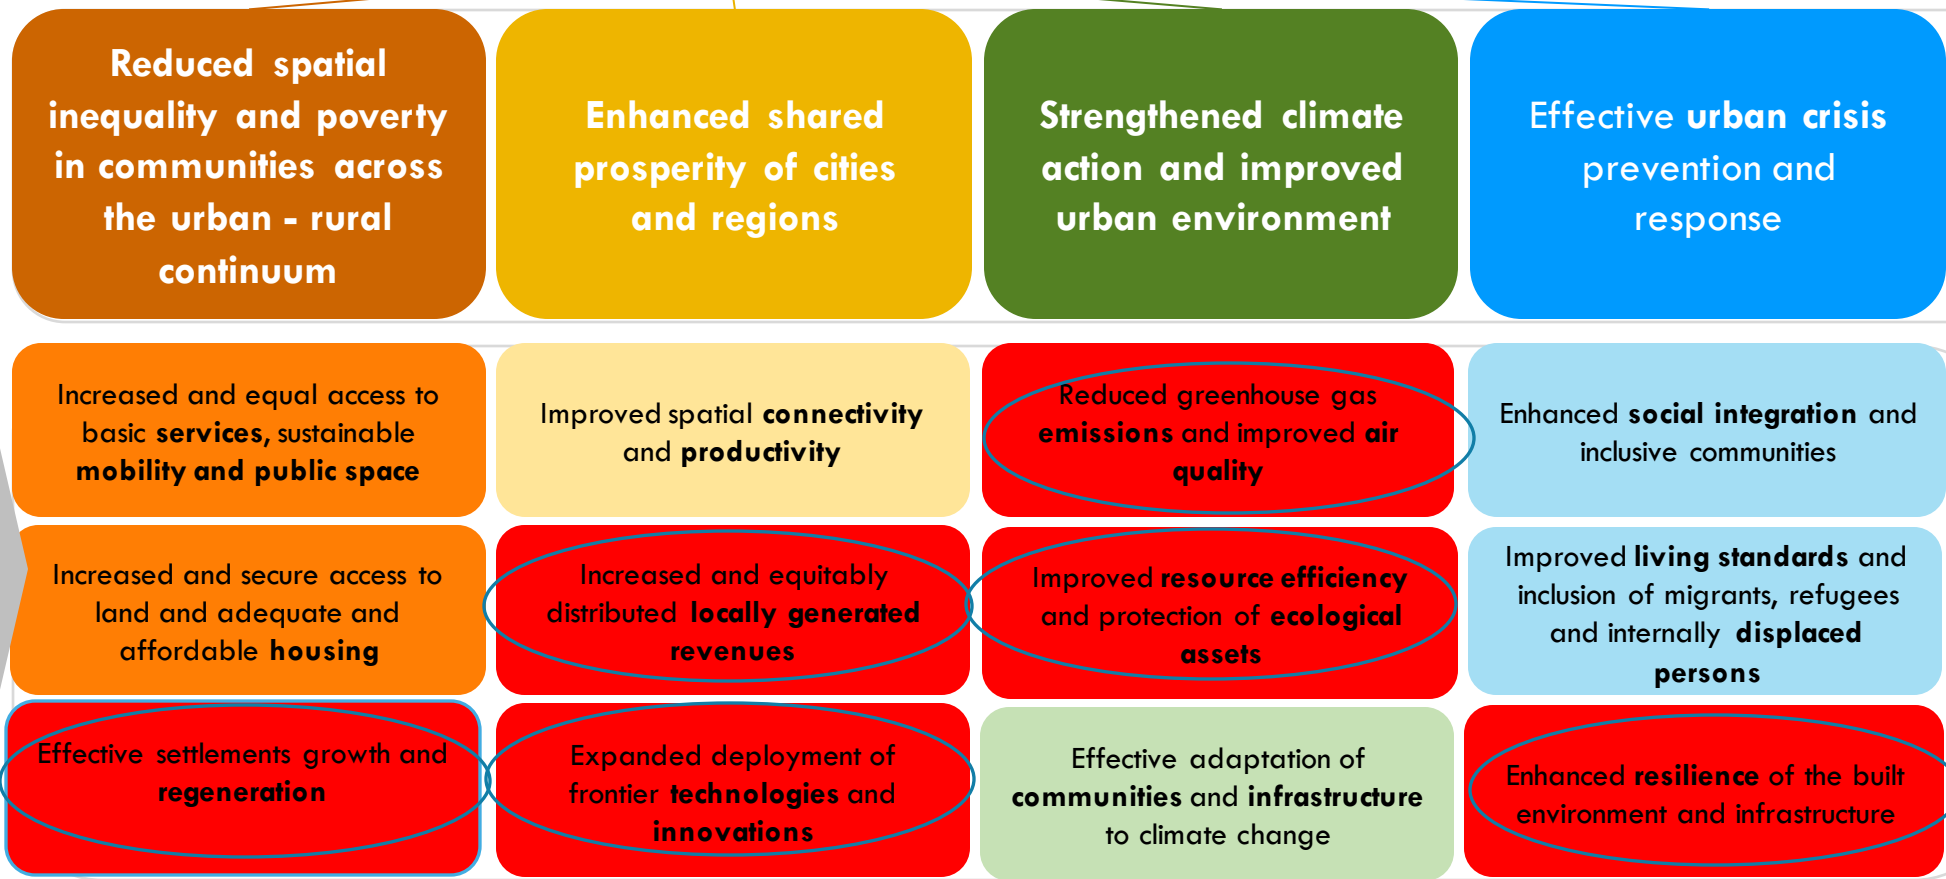 Reduced spatial
inequality and poverty
in communities across
the urban - rural
continuum
Enhanced shared
prosperity of cities
and regions
Strengthened climate
action and improved
urban environment
Effective urban crisis
prevention and
response
Increased and equal access to
basic services, sustainable
mobility and public space
Improved spatial connectivity
and productivity
Reduced greenhouse gas
emissions and improved air
quality
Enhanced social integration and
inclusive communities
Increased and secure access to
land and adequate and
affordable housing
Increased and equitably
distributed locally generated
revenues
Improved resource efficiency
and protection of ecological
assets
Improved living standards and
inclusion of migrants, refugees
and internally displaced
persons
Effective settlements growth and
regeneration
Expanded deployment of
frontier technologies and
innovations
Effective adaptation of
communities and infrastructure
to climate change
Enhanced resilience of the built
environment and infrastructure